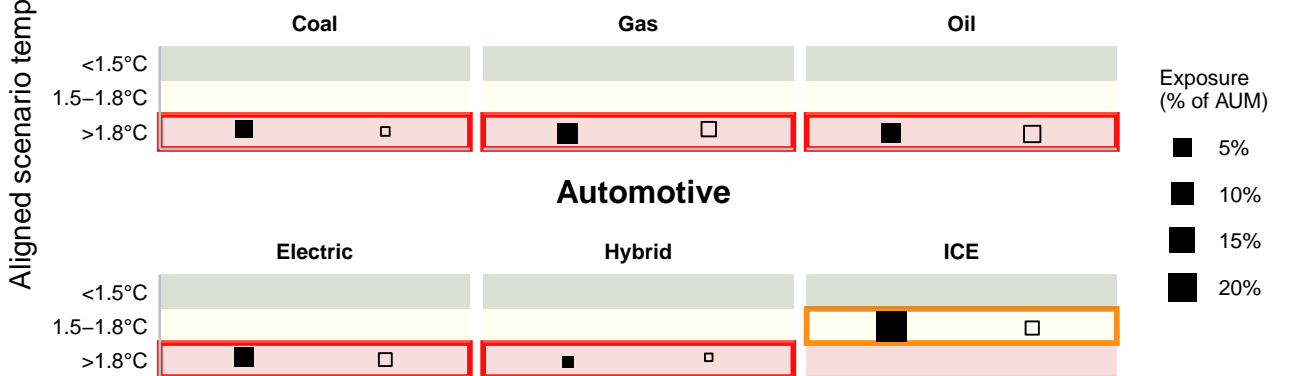 Aligned scenario temp
Coal Gas Oil
<1.5°C
1.5–1.8°C
>1.8°C
Automotive
Electric Hybrid ICE
<1.5°C
1.5–1.8°C
>1.8°C
Exposure
(% of AUM)
5%
10%
15%
20%